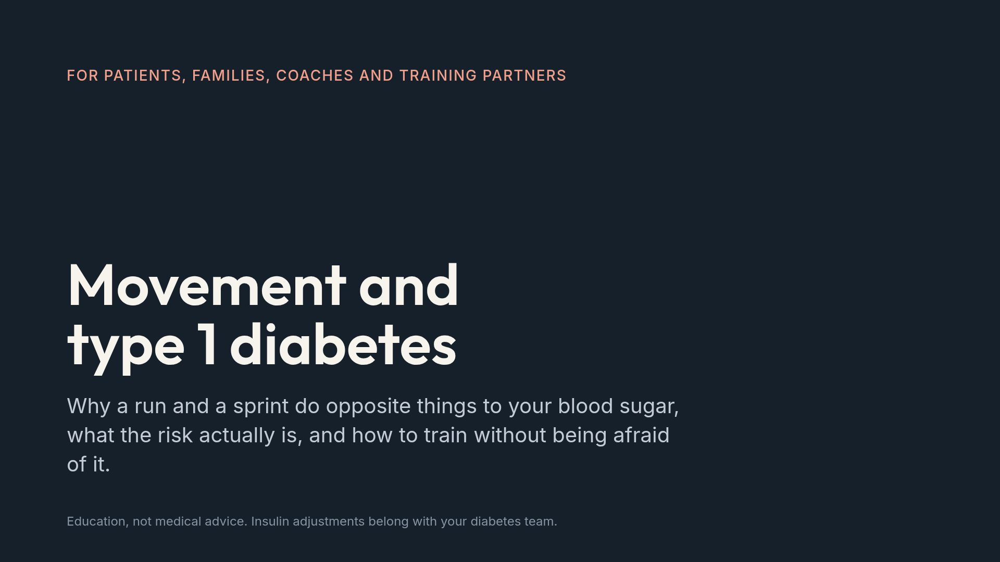 FOR PATIENTS, FAMILIES, COACHES AND TRAINING PARTNERS
Movement and
type 1 diabetes
Why a run and a sprint do opposite things to your blood sugar,
what the risk actually is, and how to train without being afraid
of it.
Education, not medical advice. Insulin adjustments belong with your diabetes team.